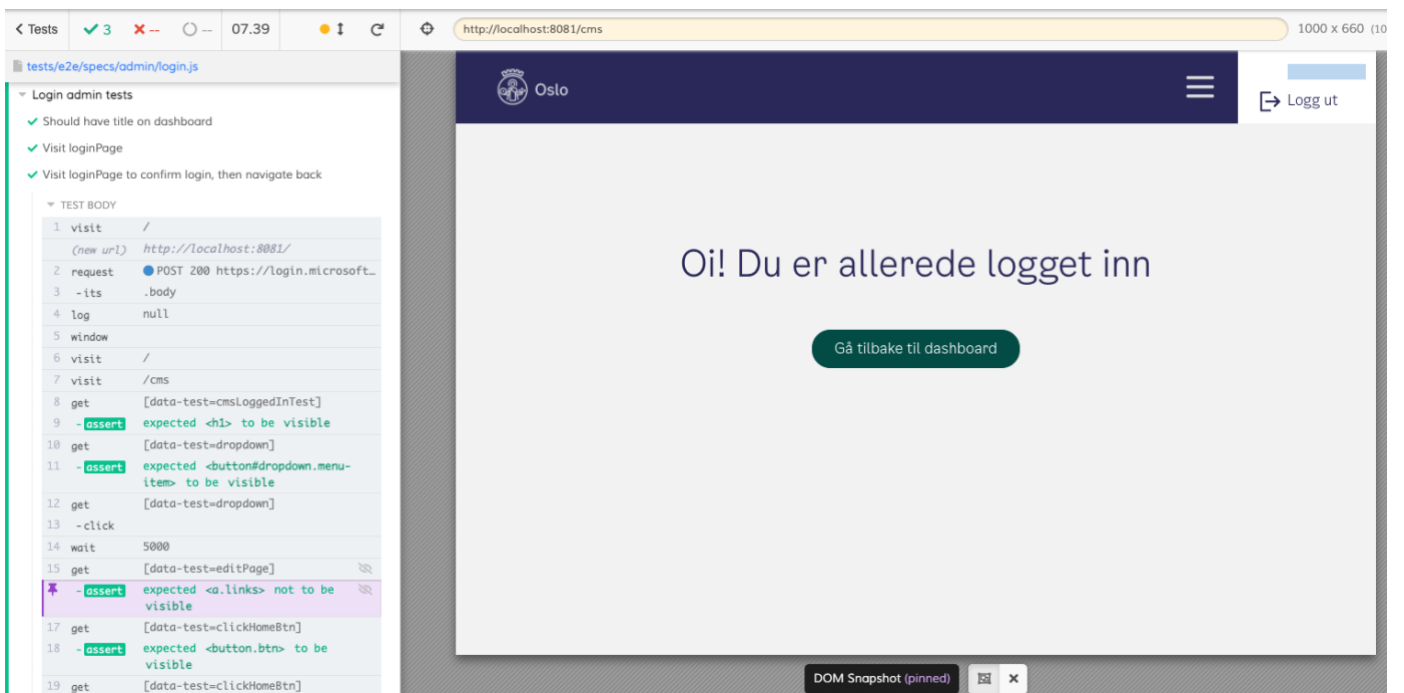 Tests 3 -- -- 07.39
http://localhost:8081/cms
1000 x 660 (10
tests/e2e/specs/admin/login.js
Login admin tests
Should have title on dashboard
Visit loginPage
Visit loginPage to confirm login, then navigate back
TEST BODY
1 visit /
(new url) http://localhost:8081/
2 request POST 200 https://login.microsoft…
3 -its .body
4 log null
5 window
6 visit /
7 visit /cms
8 get [data-test=cmsLoggedInTest]
9 -assert expected <h1> to be visible
10 get [data-test=dropdown]
11 -assert expected <button#dropdown.menu-
item> to be visible
12 get [data-test=dropdown]
13 -click
14 wait 5000
15 get [data-test=editPage]
-assert expected <a.links> not to be
visible
17 get [data-test=clickHomeBtn]
18 -assert expected <button.btn> to be
visible
19 get [data-test=clickHomeBtn]
Oslo
Logg ut
Oi! Du er allerede logget inn
Gå tilbake til dashboard
DOM Snapshot (pinned)